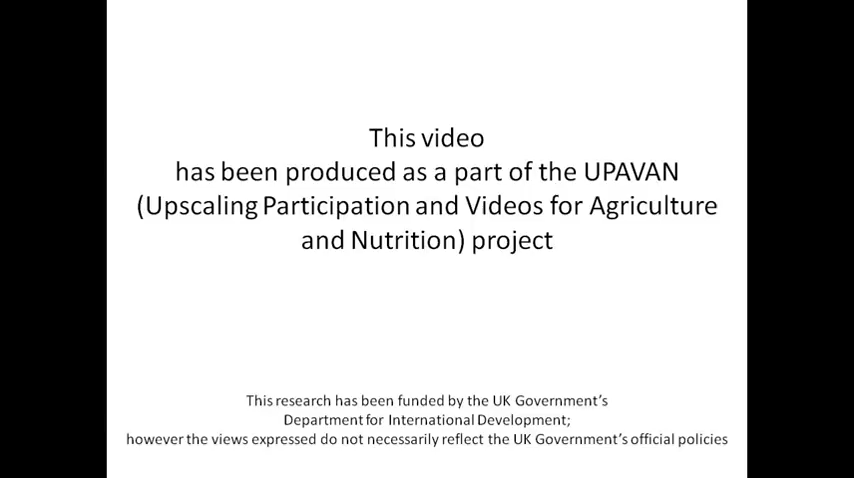 This video
has been produced as a part of the UPAVAN
(Upscaling Participation and Videos for Agriculture
and Nutrition) project
This research has been funded by the UK Government’s
Department for International Development;
however the views expressed do not necessarily reflect the UK Government’s official policies